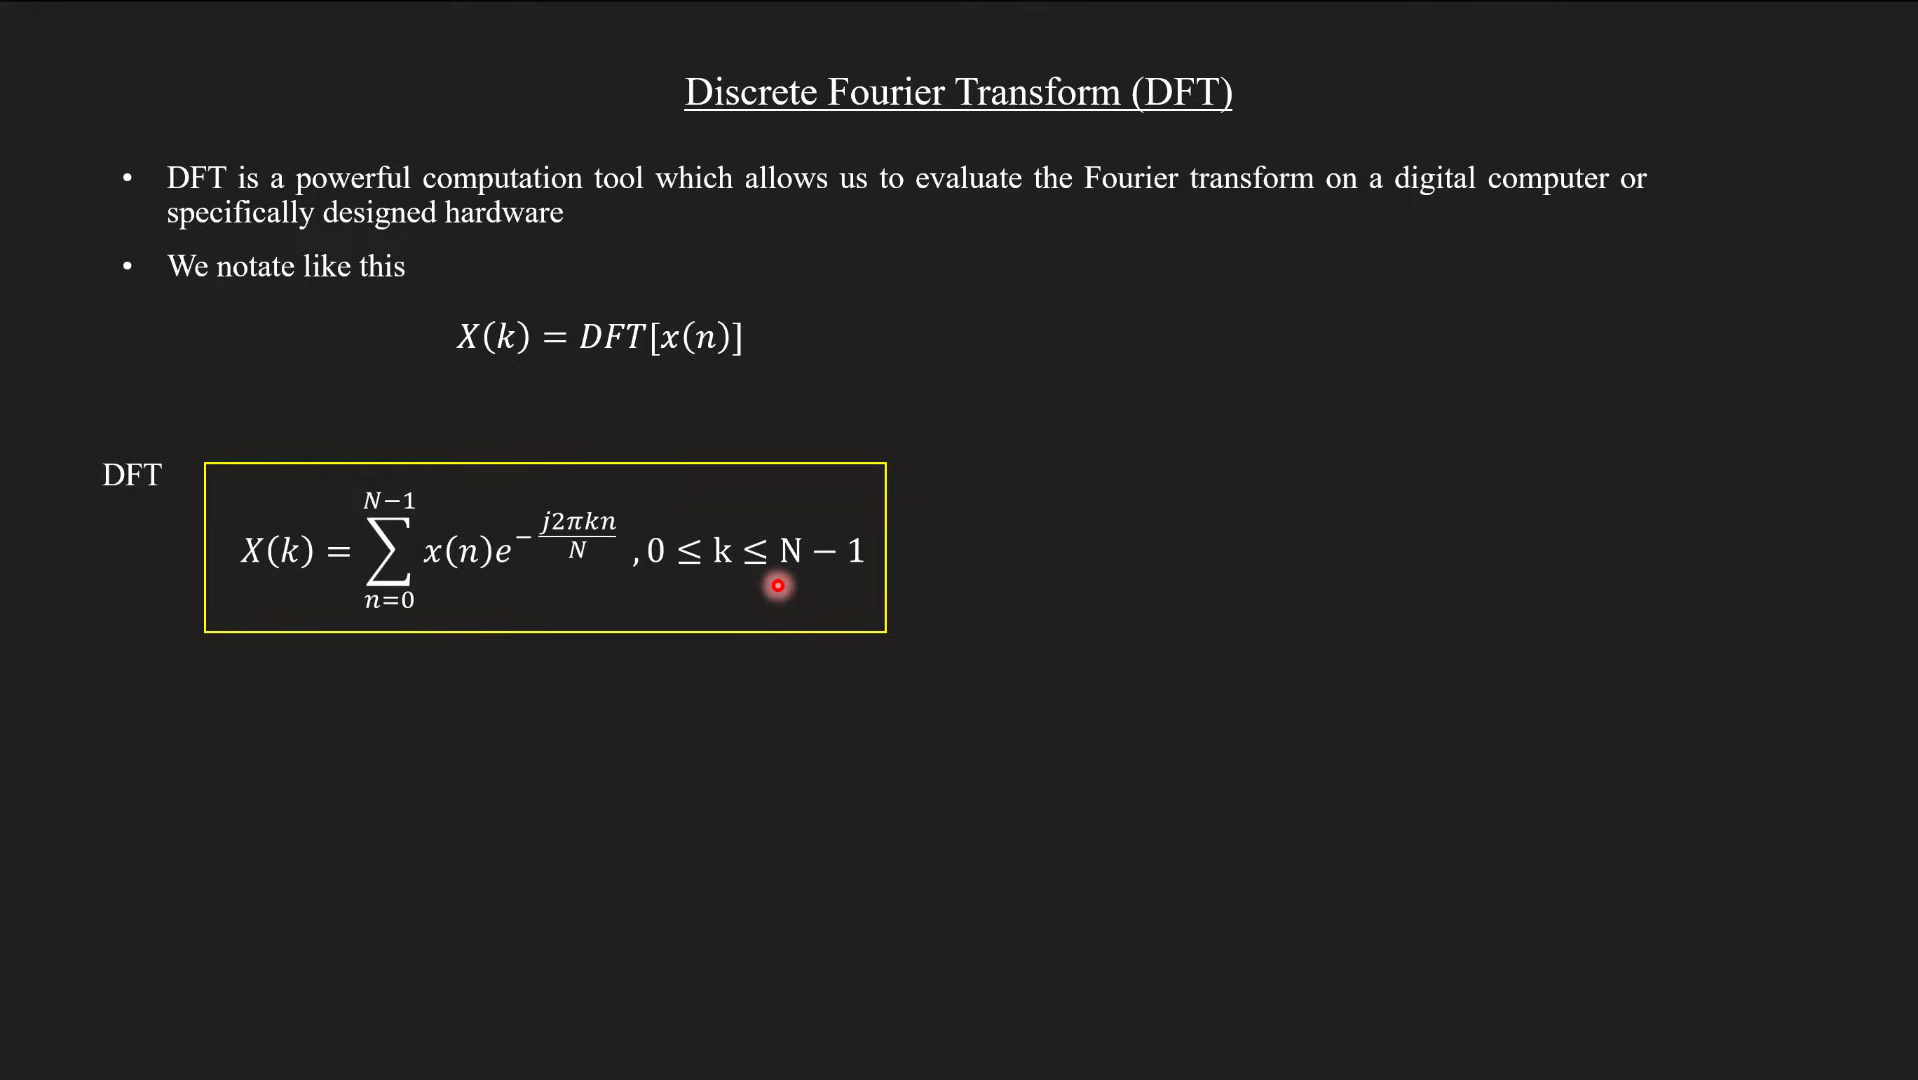 Discrete Fourier Transform (DFT)
• DFT is a powerful computation tool which allows us to evaluate the Fourier transform on a digital computer or
specifically designed hardware
• We notate like this
X(k) = DFT[x(n)]
DFT
X(k) = ∑_{n=0}^{N−1} x(n)e^{−\frac{j2πkn}{N}} , 0 ≤ k ≤ N − 1